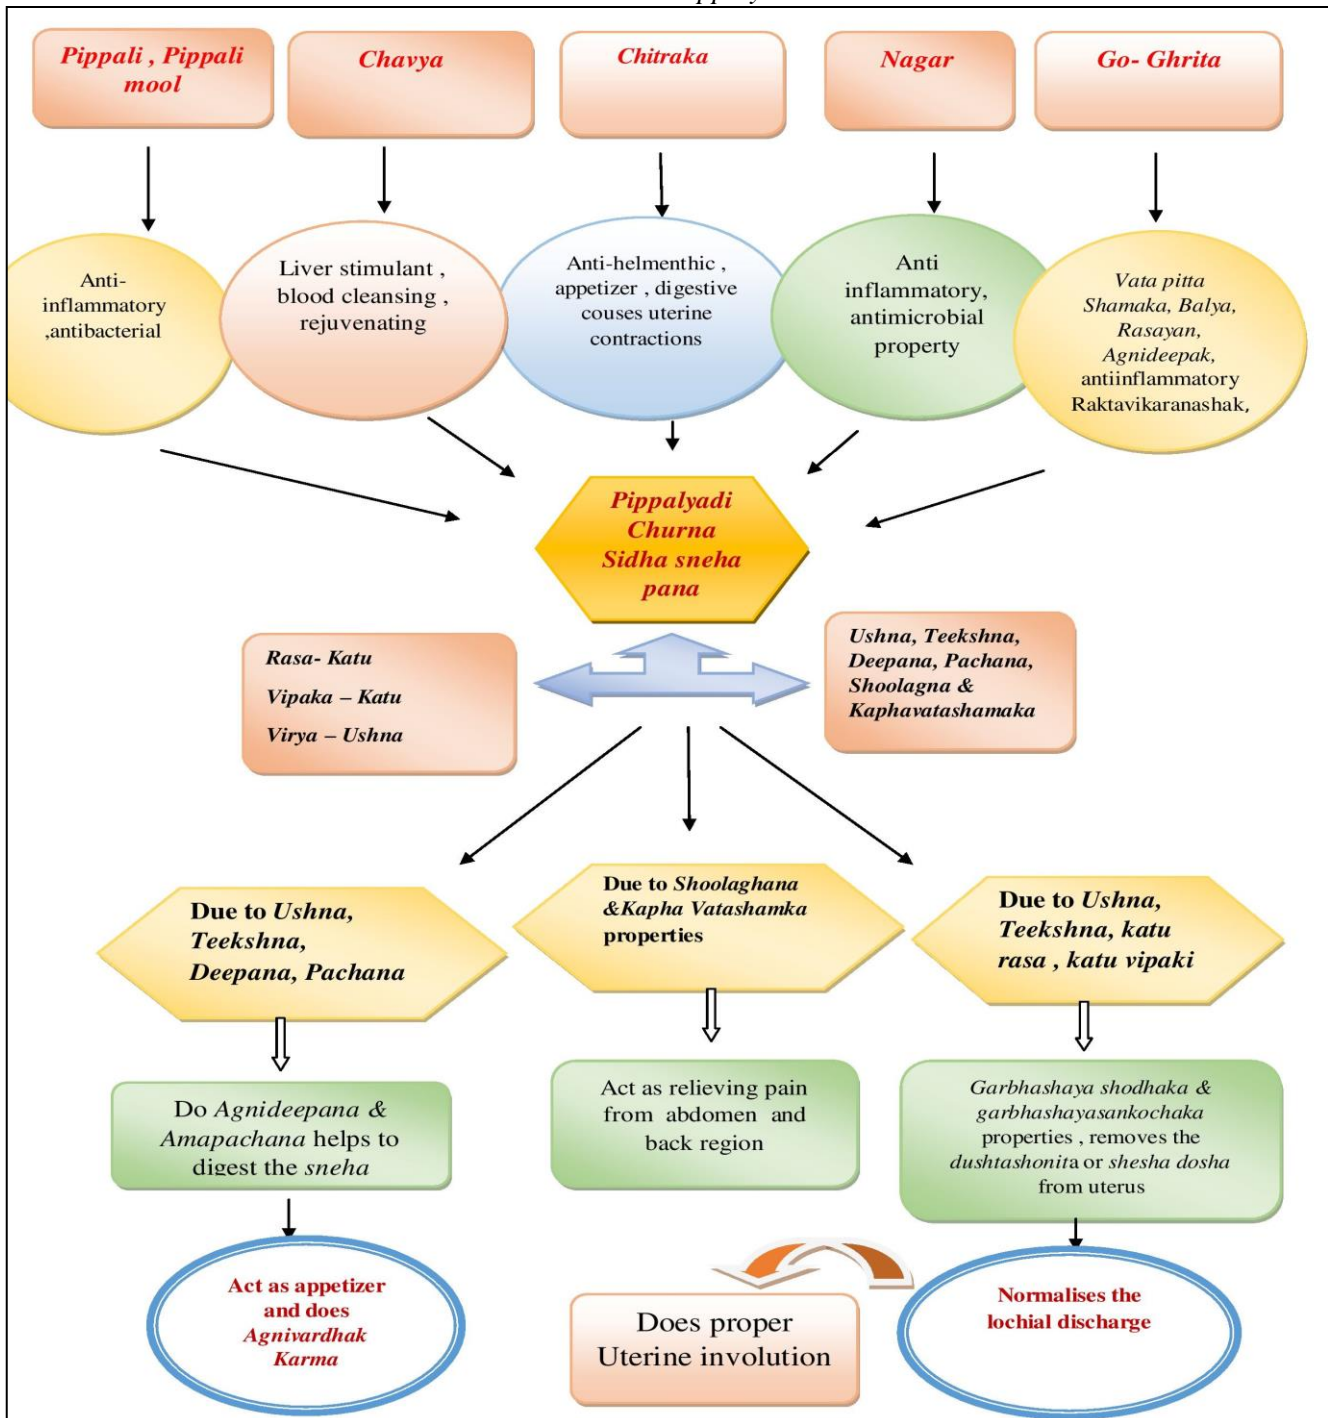 Pippali , Pippali
mool
Chavya
Chitraka
Nagar
Go- Ghrita
Anti-
inflammatory
,antibacterial
Liver stimulant ,
blood cleansing ,
rejuvenating
Anti-helmenthic ,
appetizer , digestive
couses uterine
contractions
Anti
inflammatory,
antimicrobial
property
Vata pitta
Shamaka, Balya,
Rasayan,
Agnideepak,
antiinflammatory
Raktavikaranashak,
Pippalyadi
Churna
Sidha sneha
pana
Rasa- Katu
Vipaka – Katu
Virya – Ushna
Ushna, Teekshna,
Deepana, Pachana,
Shoolagna &
Kaphavatashamaka
Due to Ushna,
Teekshna,
Deepana, Pachana
Due to Shoolaghana
&Kapha Vatashamka
properties
Due to Ushna,
Teekshna, katu
rasa , katu vipaki
Do Agnideepana &
Amapachana helps to
digest the sneha
Act as relieving pain
from abdomen and
back region
Garbhashaya shodhaka &
garbhashayasankochaka
properties , removes the
dushtashonita or shesha dosha
from uterus
Act as appetizer
and does
Agnivardhak
Karma
Does proper
Uterine involution
Normalises the
lochial discharge